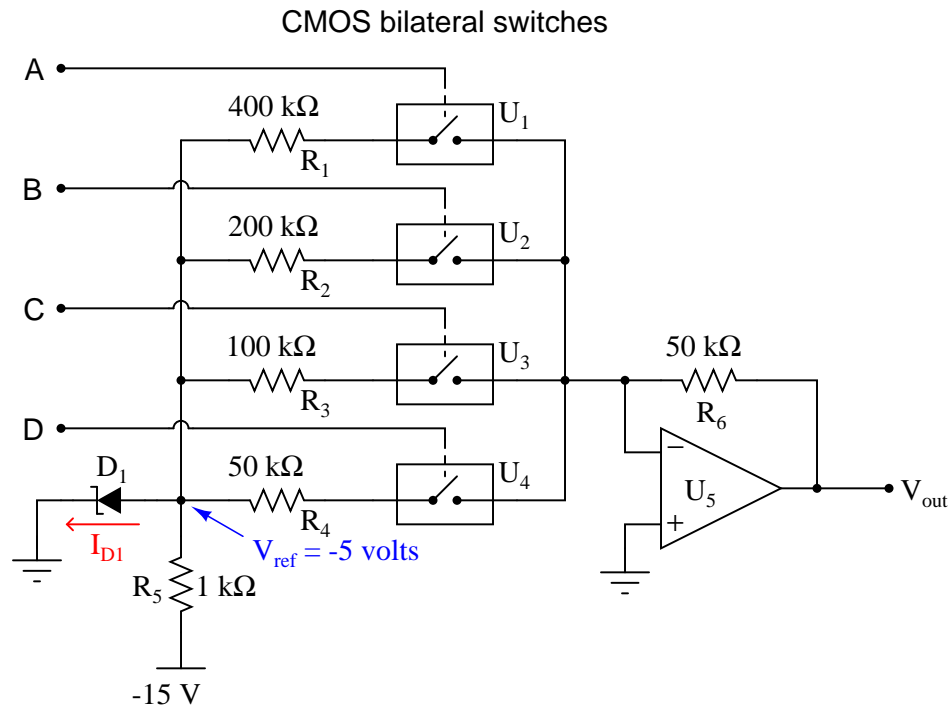 CMOS bilateral switches
A
400 kΩ
U1
R1
B
200 kΩ
U2
R2
C
100 kΩ
U3
R3
50 kΩ
R6
D
D1
50 kΩ
U4
R4
U5
−
+
Vout
ID1
Vref = -5 volts
R5
1 kΩ
-15 V